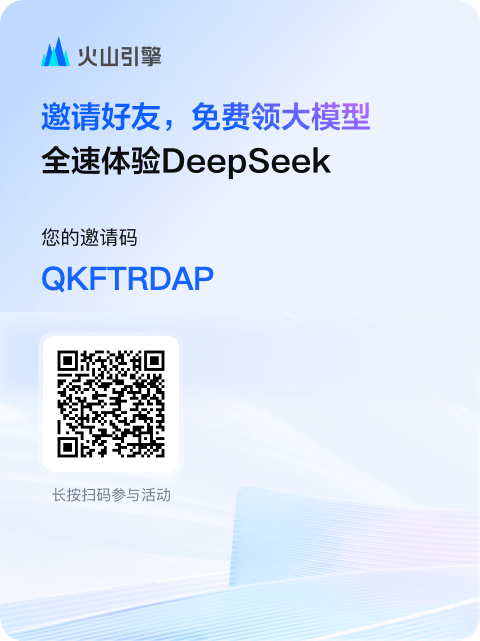 火山引擎
邀请好友，免费领大模型
全速体验DeepSeek
您的邀请码
QKFTRDAP
长按扫码参与活动